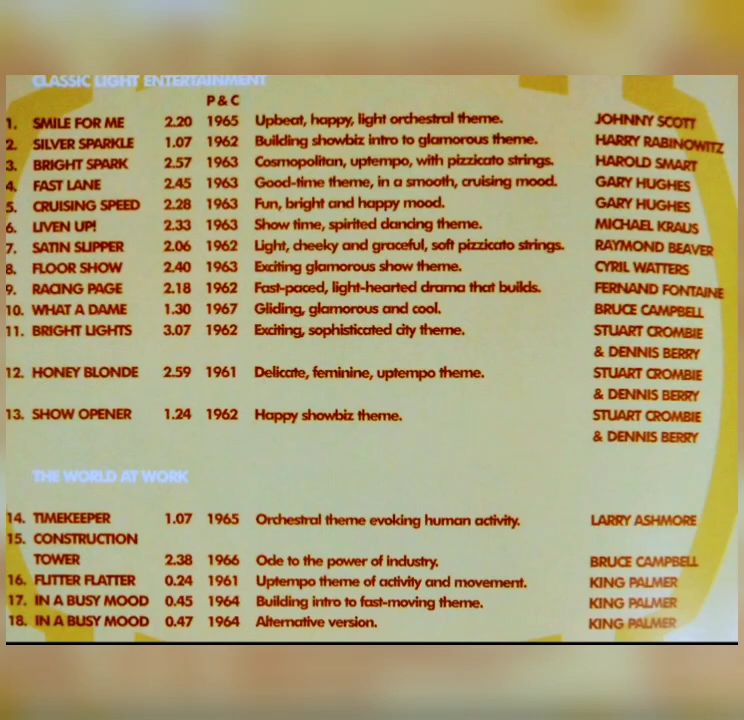 CLASSIC LIGHT ENTERTAINMENT
P & C
1. SMILE FOR ME 2.20 1965 Upbeat, happy, light orchestral theme. JOHNNY SCOTT
2. SILVER SPARKLE 1.07 1962 Building showbiz intro to glamorous theme. HARRY RABINOWITZ
3. BRIGHT SPARK 2.57 1963 Cosmopolitan, uptempo, with pizzicato strings. HAROLD SMART
4. FAST LANE 2.45 1963 Good-time theme, in a smooth, cruising mood. GARY HUGHES
5. CRUISING SPEED 2.28 1963 Fun, bright and happy mood. GARY HUGHES
6. LIVEN UP! 2.33 1963 Show time, spirited dancing theme. MICHAEL KRAUS
7. SATIN SLIPPER 2.06 1962 Light, cheeky and graceful, soft pizzicato strings. RAYMOND BEAVER
8. FLOOR SHOW 2.40 1963 Exciting glamorous show theme. CYRIL WATTERS
9. RACING PAGE 2.18 1962 Fast-paced, light-hearted drama that builds. FERNAND FONTAINE
10. WHAT A DAME 1.30 1967 Gliding, glamorous and cool. BRUCE CAMPBELL
11. BRIGHT LIGHTS 3.07 1962 Exciting, sophisticated city theme. STUART CROMBIE
& DENNIS BERRY
12. HONEY BLONDE 2.59 1961 Delicate, feminine, uptempo theme. STUART CROMBIE
& DENNIS BERRY
13. SHOW OPENER 1.24 1962 Happy showbiz theme. STUART CROMBIE
& DENNIS BERRY
THE WORLD AT WORK
14. TIMEKEEPER 1.07 1965 Orchestral theme evoking human activity. LARRY ASHMORE
15. CONSTRUCTION
TOWER 2.38 1966 Ode to the power of industry. BRUCE CAMPBELL
16. FLITTER FLATTER 0.24 1961 Uptempo theme of activity and movement. KING PALMER
17. IN A BUSY MOOD 0.45 1964 Building intro to fast-moving theme. KING PALMER
18. IN A BUSY MOOD 0.47 1964 Alternative version. KING PALMER